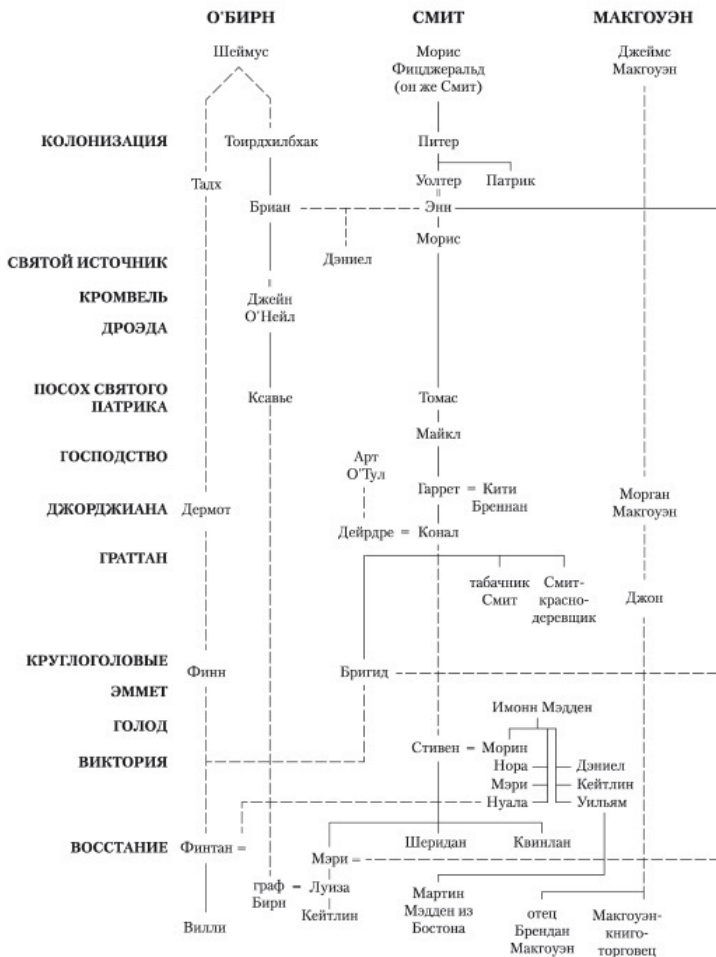 О'БИРН СМИТ МАКГОУЭН
Шеймус Морис Джеймс
Фицджеральд Макгоуэн
(он же Смит)
КОЛОНИЗАЦИЯ Тоирдхилбхак Питер
Тадх Уолтер Патрик
Бриан Энн
Морис
СВЯТОЙ ИСТОЧНИК Дэниел
КРОМВЕЛЬ Джейн
ДРОЭДА О'Нейл
ПОСОХ СВЯТОГО Ксавье Томас
ПАТРИКА
Майкл
ГОСПОДСТВО Арт
О'Тул
Гаррет = Кити Морган
Бреннан Макгоуэн
ДЖОРДЖИАНА Дермот
Дейрдре = Конал
ГРАТТАН
табачник Смит- Джон
Смит красно-
деревщик
КРУГЛОГОЛОВЫЕ Финн Бригид
ЭММЕТ
Имонн Мэдден
ГОЛОД
Стивен = Морин
ВИКТОРИЯ Нора Дэниел
Мэри Кейтлин
Нуала Уильям
ВОССТАНИЕ Финтан = Шеридан Квинлан
Мэри =
граф = Луиза Мартин отец Макгоуэн-
Бирн Кейтлин Мэдден из Брендан книго-
Вилли Бостона Макгоуэн торговец